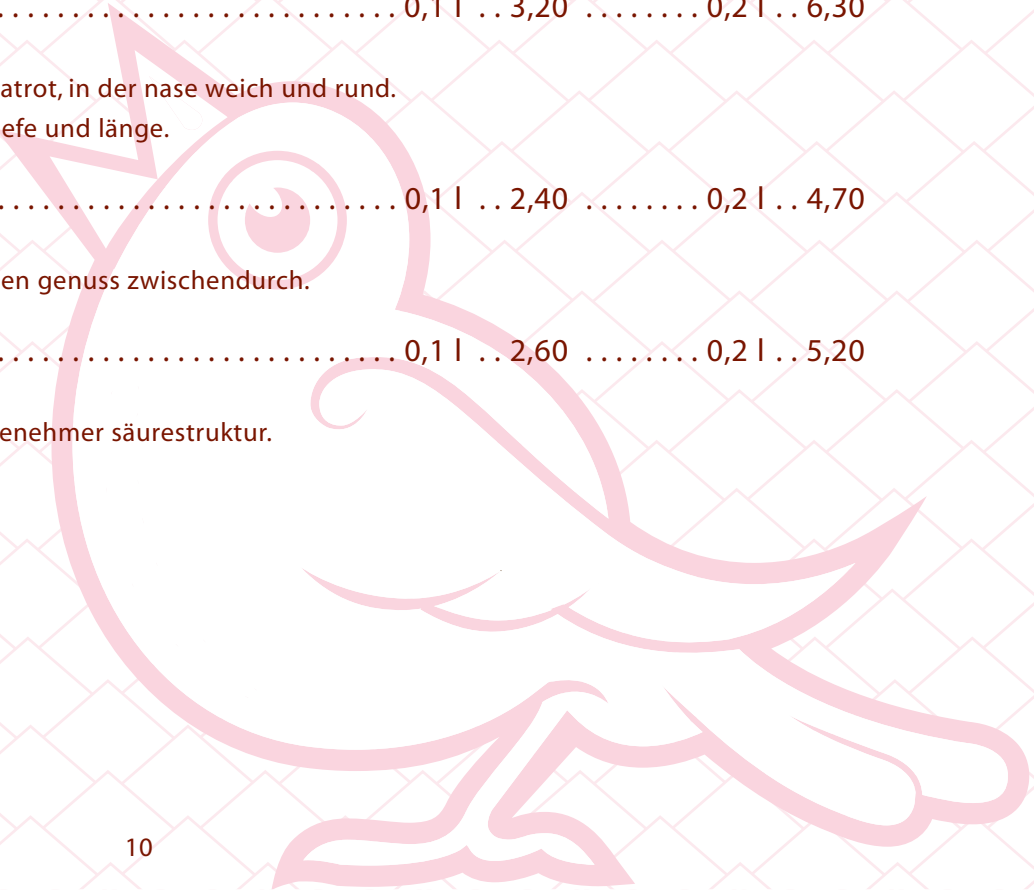 ........................... 0,1 l .. 3,20 ........ 0,2 l .. 6,30
atrot, in der nase weich und rund.
efe und länge.
........................... 0,1 l .. 2,40 ........ 0,2 l .. 4,70
en genuss zwischendurch.
........................... 0,1 l .. 2,60 ........ 0,2 l .. 5,20
enehmer säurestruktur.
10